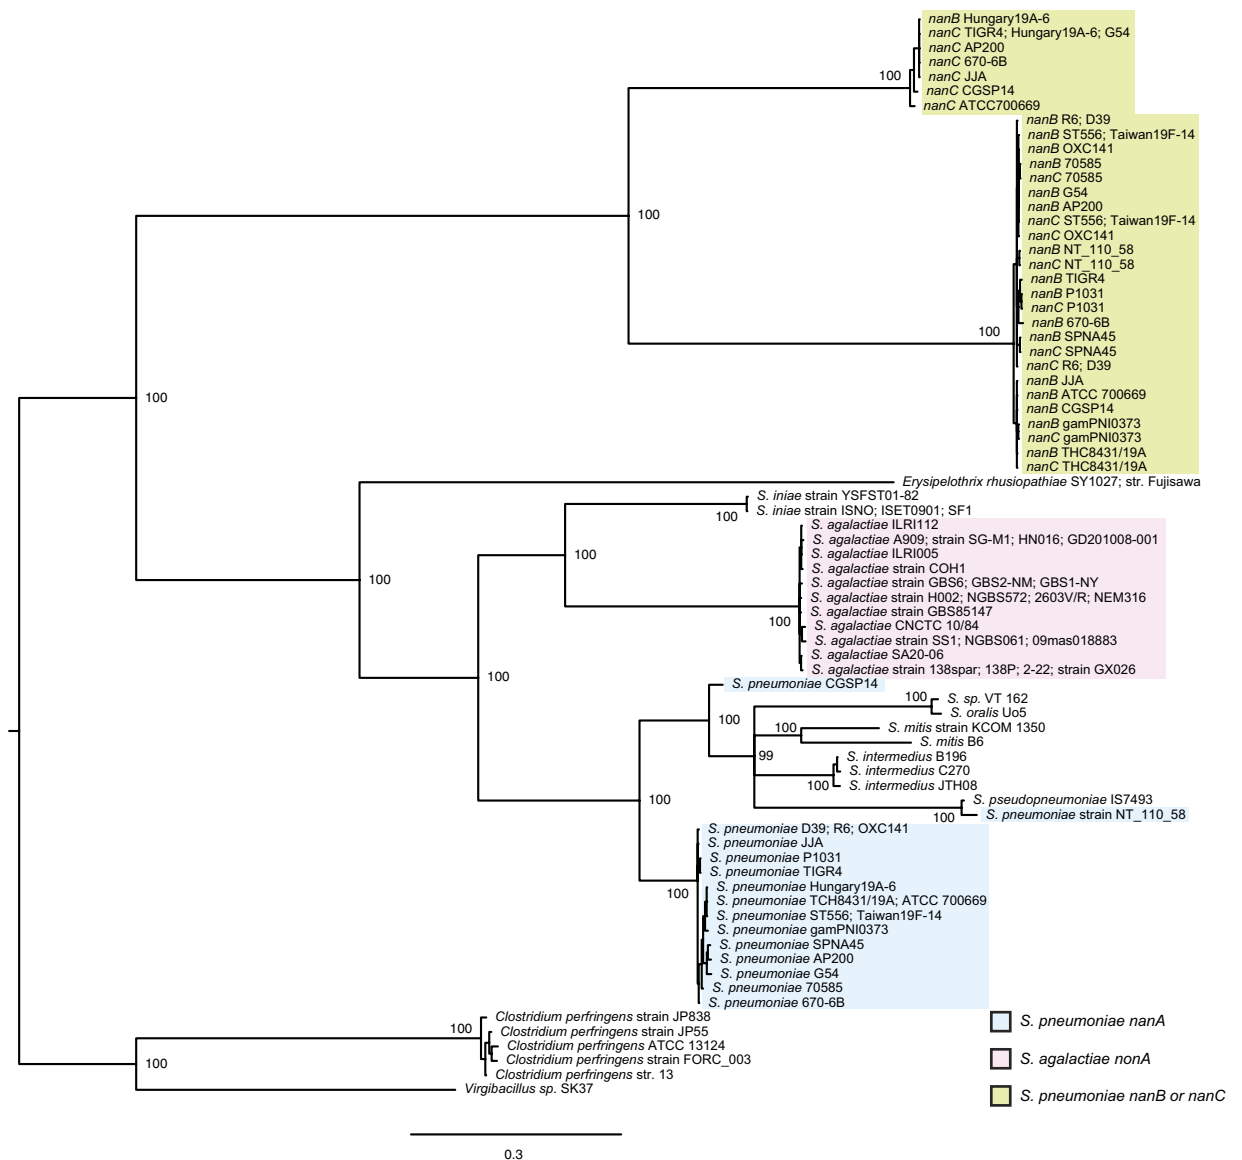 nanB Hungary19A-6
nanC TIGR4; Hungary19A-6; G54
nanC AP200
nanC 670-6B
100
nanC JJA
nanC CGSP14
nanC ATCC700669
nanB R6; D39
nanB ST556; Taiwan19F-14
nanB OXC141
nanB 70585
nanC 70585
nanB G54
nanB AP200
100
nanC ST556; Taiwan19F-14
nanC OXC141
nanB NT_110_58
nanC NT_110_58
nanB TIGR4
nanB P1031
nanC P1031
nanB 670-6B
100
nanB SPNA45
nanC SPNA45
nanC R6; D39
nanB JJA
nanB ATCC 700669
100
nanB CGSP14
nanB gamPNI0373
nanC gamPNI0373
nanB THC8431/19A
nanC THC8431/19A
Erysipelothrix rhusiopathiae SY1027; str. Fujisawa
S. iniae strain YSFST01-82
S. iniae strain ISNO; ISET0901; SF1
100
S. agalactiae ILRI112
S. agalactiae A909; strain SG-M1; HN016; GD201008-001
S. agalactiae ILRI005
100
S. agalactiae strain COH1
100
S. agalactiae strain GBS6; GBS2-NM; GBS1-NY
S. agalactiae strain H002; NGBS572; 2603V/R; NEM316
S. agalactiae strain GBS85147
100
S. agalactiae CNCTC 10/84
S. agalactiae strain SS1; NGBS061; 09mas018883
S. agalactiae SA20-06
S. agalactiae strain 138spar; 138P; 2-22; strain GX026
100
S. pneumoniae CGSP14
100
S. sp. VT 162
S. oralis Uo5
100
100
S. mitis strain KCOM 1350
S. mitis B6
99
S. intermedius B196
S. intermedius C270
100
S. intermedius JTH08
100
S. pseudopneumoniae IS7493
100
S. pneumoniae strain NT_110_58
S. pneumoniae D39; R6; OXC141
S. pneumoniae JJA
S. pneumoniae P1031
S. pneumoniae TIGR4
100
S. pneumoniae Hungary19A-6
S. pneumoniae TCH8431/19A; ATCC 700669
S. pneumoniae ST556; Taiwan19F-14
S. pneumoniae gamPNI0373
S. pneumoniae SPNA45
S. pneumoniae AP200
S. pneumoniae G54
S. pneumoniae 70585
S. pneumoniae 670-6B
Clostridium perfringens strain JP838
100
Clostridium perfringens strain JP55
Clostridium perfringens ATCC 13124
Clostridium perfringens strain FORC_003
100
Clostridium perfringens str. 13
Virgibacillus sp. SK37
S. pneumoniae nanA
S. agalactiae nonA
S. pneumoniae nanB or nanC
0.3